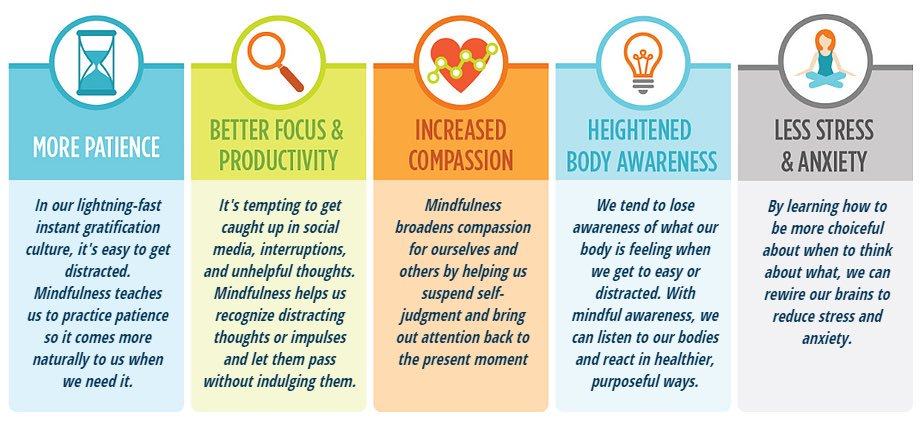 MORE PATIENCE
In our lightning-fast
instant gratification
culture, it's easy to get
distracted.
Mindfulness teaches
us to practice patience
so it comes more
naturally to us when
we need it.
BETTER FOCUS &
PRODUCTIVITY
It's tempting to get
caught up in social
media, interruptions,
and unhelpful thoughts.
Mindfulness helps us
recognize distracting
thoughts or impulses
and let them pass
without indulging them.
INCREASED
COMPASSION
Mindfulness
broadens compassion
for ourselves and
others by helping us
suspend self-
judgment and bring
out attention back to
the present moment
HEIGHTENED
BODY AWARENESS
We tend to lose
awareness of what our
body is feeling when
we get to easy or
distracted. With
mindful awareness, we
can listen to our bodies
and react in healthier,
purposeful ways.
LESS STRESS
& ANXIETY
By learning how to
be more choiceful
about when to think
about what, we can
rewire our brains to
reduce stress and
anxiety.